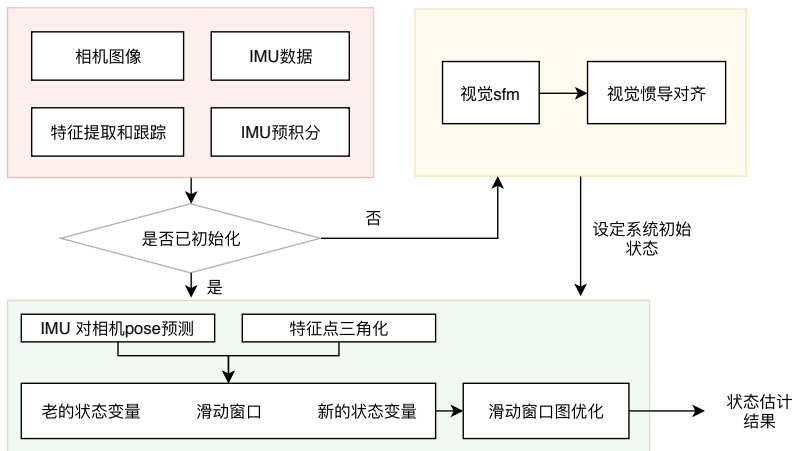 相机图像
IMU数据
特征提取和跟踪
IMU预积分
视觉sfm
视觉惯导对齐
是否已初始化
否
是
设定系统初始
状态
IMU 对相机pose预测
特征点三角化
老的状态变量
滑动窗口
新的状态变量
滑动窗口图优化
状态估计
结果